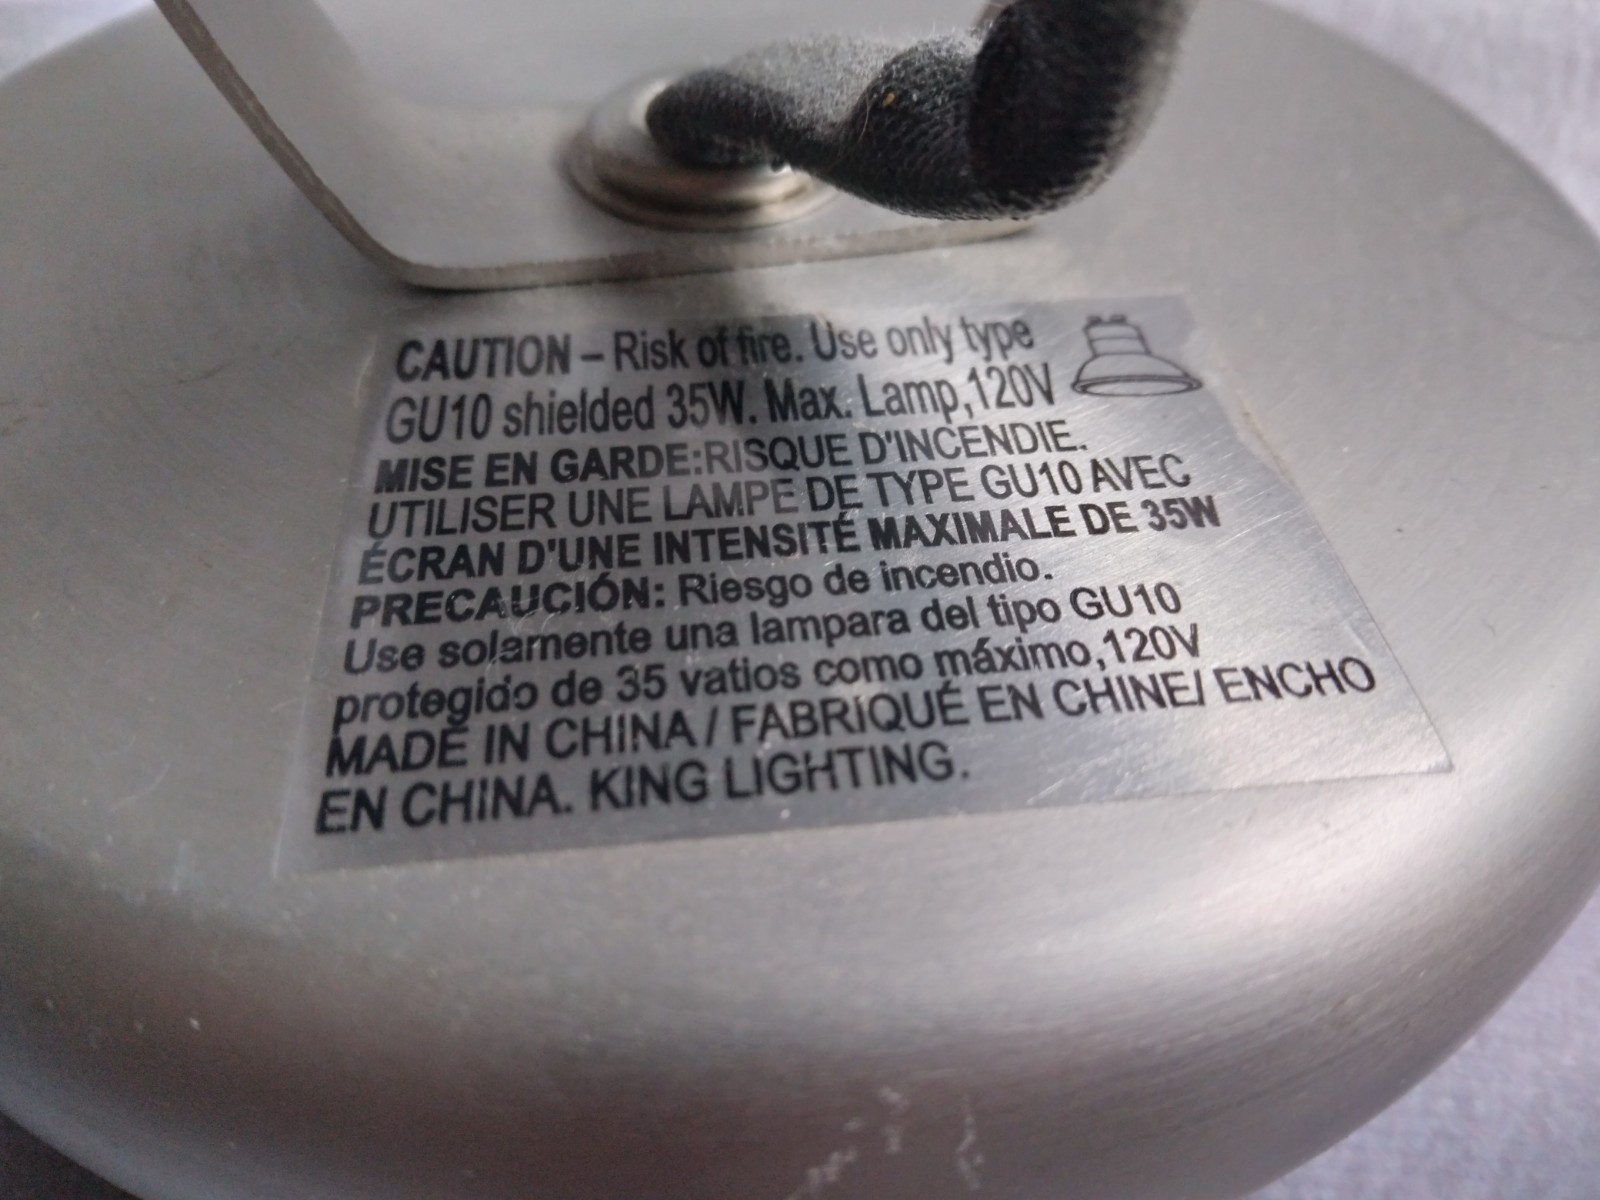 CAUTION – Risk of fire. Use only type
GU10 shielded 35W. Max. Lamp,120V
MISE EN GARDE:RISQUE D'INCENDIE.
UTILISER UNE LAMPE DE TYPE GU10 AVEC
ÉCRAN D'UNE INTENSITÉ MAXIMALE DE 35W
PRECAUCIÓN: Riesgo de incendio.
Use solamente una lampara del tipo GU10
protegido de 35 vatios como máximo,120V
MADE IN CHINA / FABRIQUÉ EN CHINE/ ENCHO
EN CHINA. KING LIGHTING.